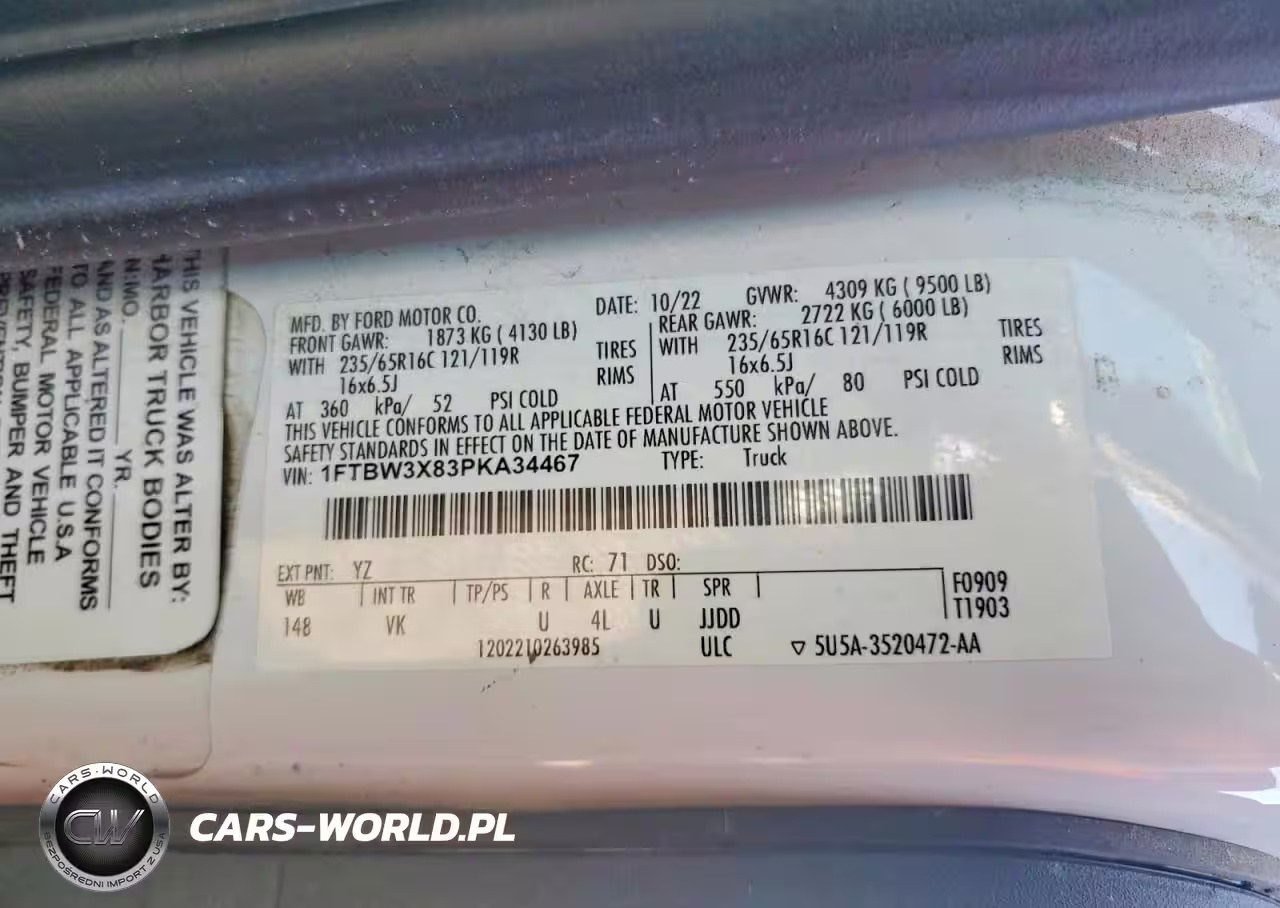 THIS VEHICLE WAS ALTER BY:
HARBOR TRUCK BODIES
N:MO. YR.
AND AS ALTERED IT CONFORMS
TO ALL APPLICABLE U.S.A
FEDERAL MOTOR VEHICLE
SAFETY, BUMPER AND THEFT
MFD. BY FORD MOTOR CO.
DATE: 10/22 GVWR: 4309 KG ( 9500 LB)
FRONT GAWR: 1873 KG ( 4130 LB)
REAR GAWR: 2722 KG ( 6000 LB)
WITH 235/65R16C 121/119R TIRES
WITH 235/65R16C 121/119R TIRES
16x6.5J RIMS
16x6.5J RIMS
AT 360 kPa/ 52 PSI COLD
AT 550 kPa/ 80 PSI COLD
THIS VEHICLE CONFORMS TO ALL APPLICABLE FEDERAL MOTOR VEHICLE
SAFETY STANDARDS IN EFFECT ON THE DATE OF MANUFACTURE SHOWN ABOVE.
VIN: 1FTBW3X83PKA34467 TYPE: Truck
EXT PNT: YZ RC: 71 DSO:
WB INT TR TP/PS R AXLE TR SPR F0909
148 VK U 4L U JJDD T1903
1202210263985 ULC ▽ 5U5A-3520472-AA
CARS-WORLD
CW
BEZPOŚREDNI IMPORT Z USA
CARS-WORLD.PL